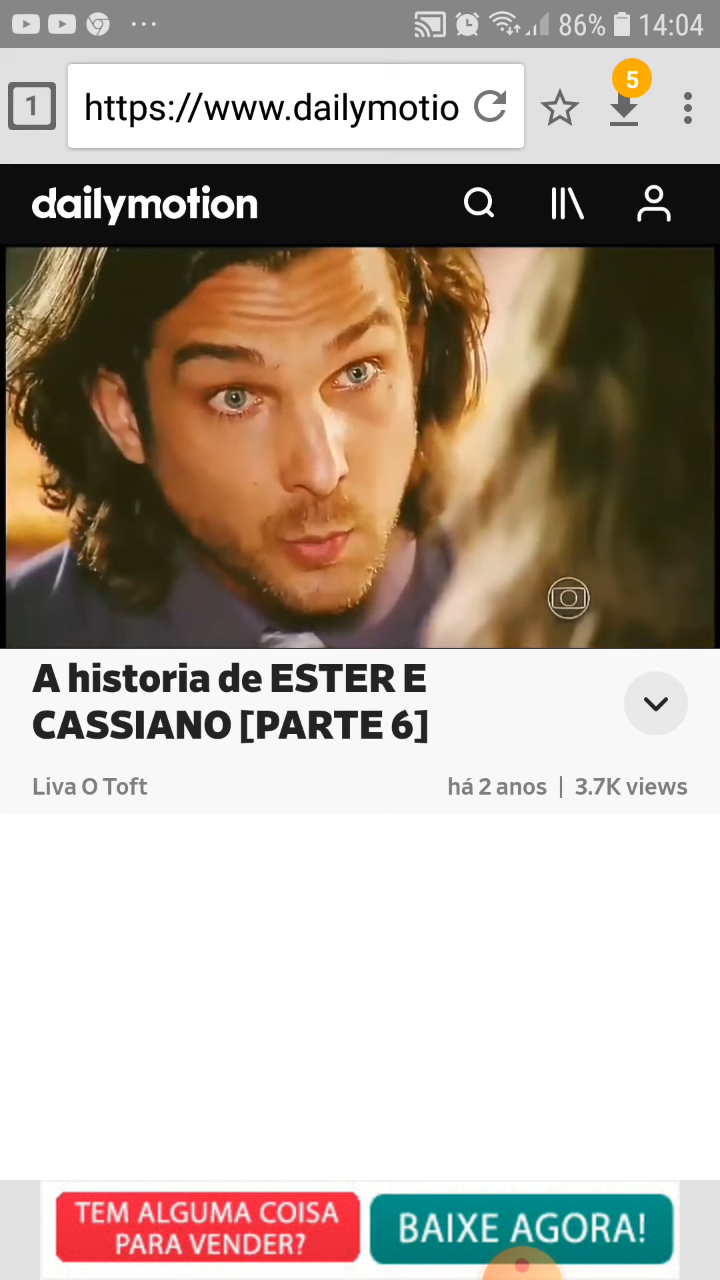 86% 14:04
1 https://www.dailymotio 5
dailymotion
A historia de ESTER E
CASSIANO [PARTE 6]
Liva O Toft há 2 anos | 3.7K views
TEM ALGUMA COISA
PARA VENDER?
BAIXE AGORA!